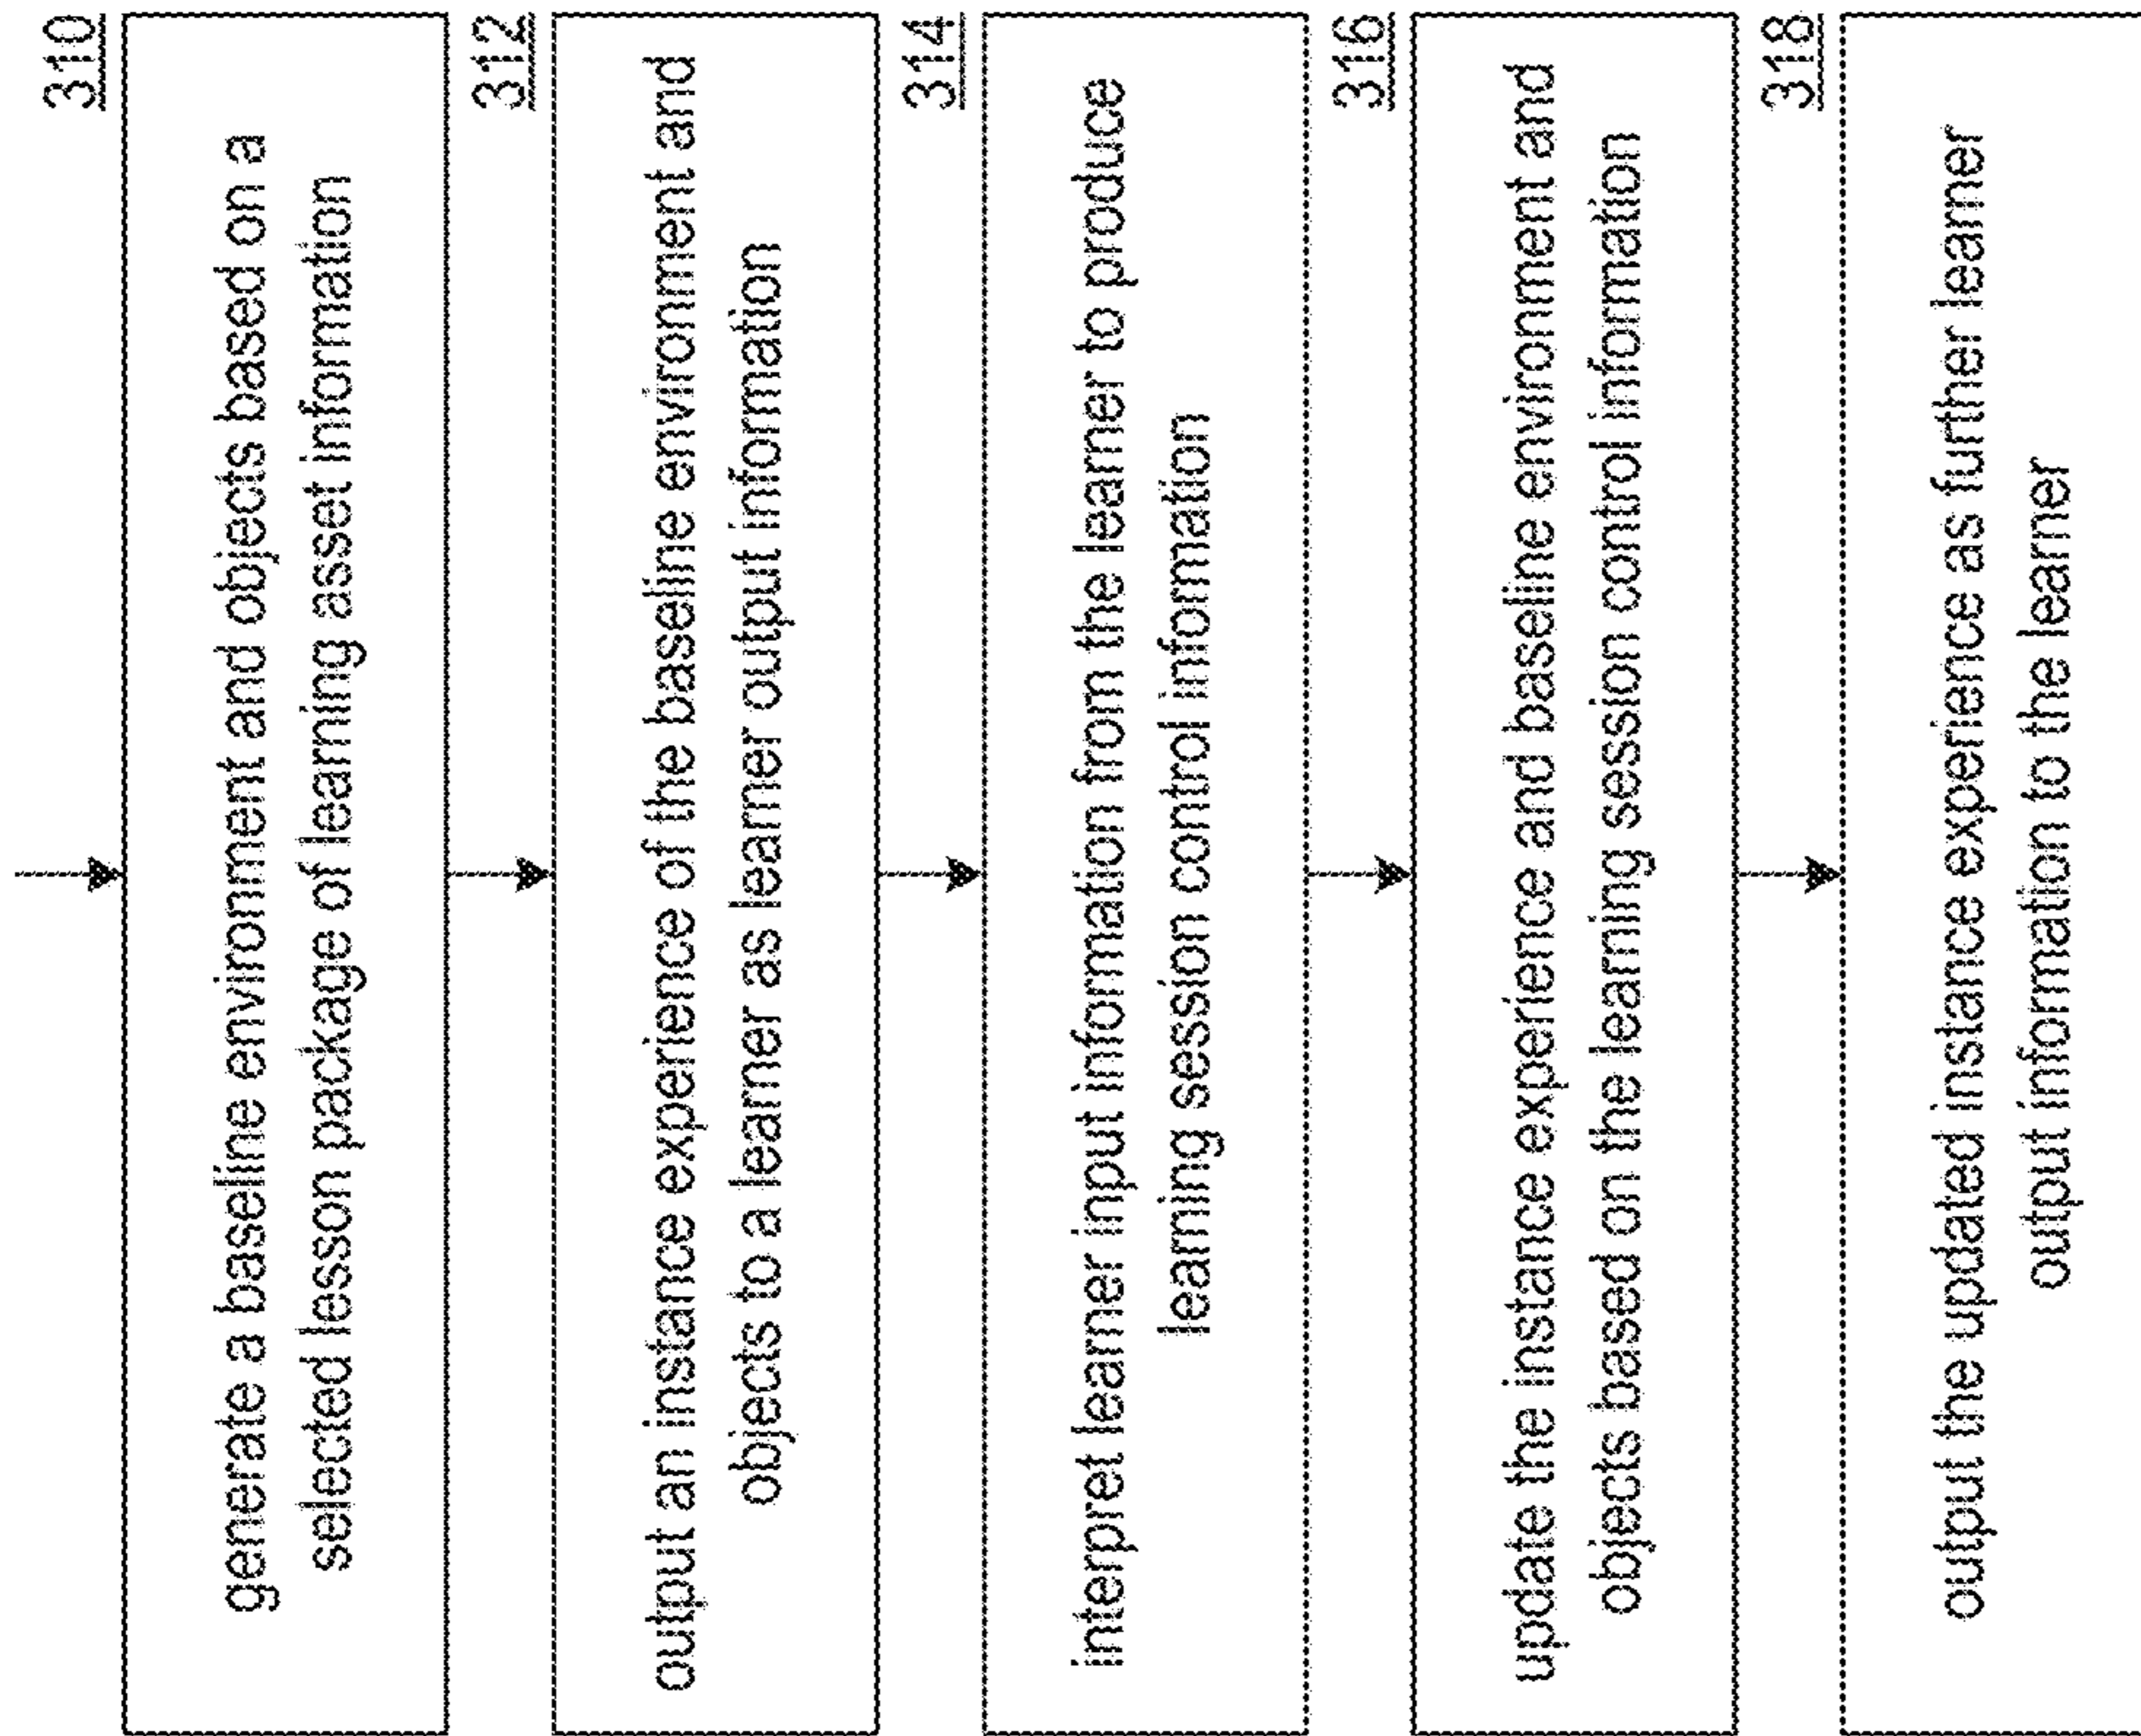 310
generate a baseline environment and objects based on a
selected lesson package of learning asset information
312
output an instance experience of the baseline environment and
objects to a learner as learner output information
314
interpret learner input information from the learner to produce
learning session control information
316
update the instance experience and baseline environment and
objects based on the learning session control information
318
output the updated instance experience as further learner
output information to the learner